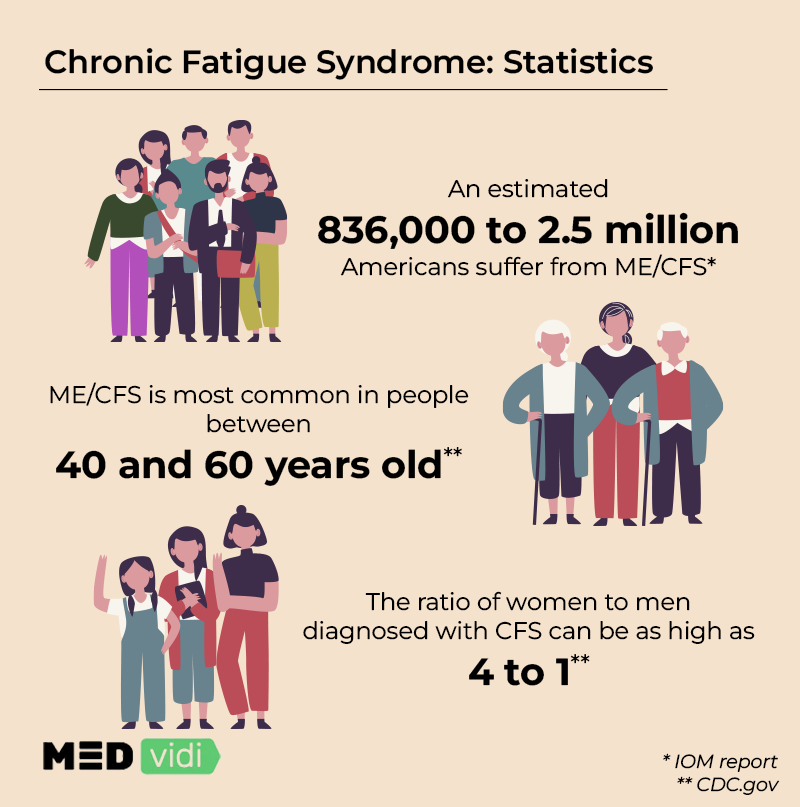 Chronic Fatigue Syndrome: Statistics
An estimated
836,000 to 2.5 million
Americans suffer from ME/CFS*
ME/CFS is most common in people
between
40 and 60 years old**
The ratio of women to men
diagnosed with CFS can be as high as
4 to 1**
MED vidi
* IOM report
** CDC.gov